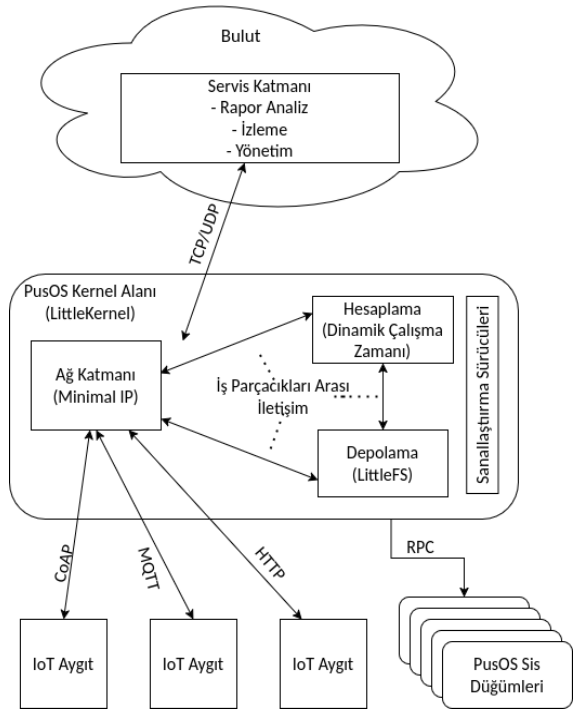 Bulut
Servis Katmanı
- Rapor Analiz
- İzleme
- Yönetim
TCP/UDP
PusOS Kernel Alanı
(LittleKernel)
Hesaplama
(Dinamik Çalışma
Zamanı)
Sanallaştırma Sürücüleri
Ağ Katmanı
(Minimal IP)
İş Parçacıkları Arası
İletişim
Depolama
(LittleFS)
CoAP
MQTT
HTTP
RPC
IoT Aygıt
IoT Aygıt
IoT Aygıt
PusOS Sis
Düğümleri